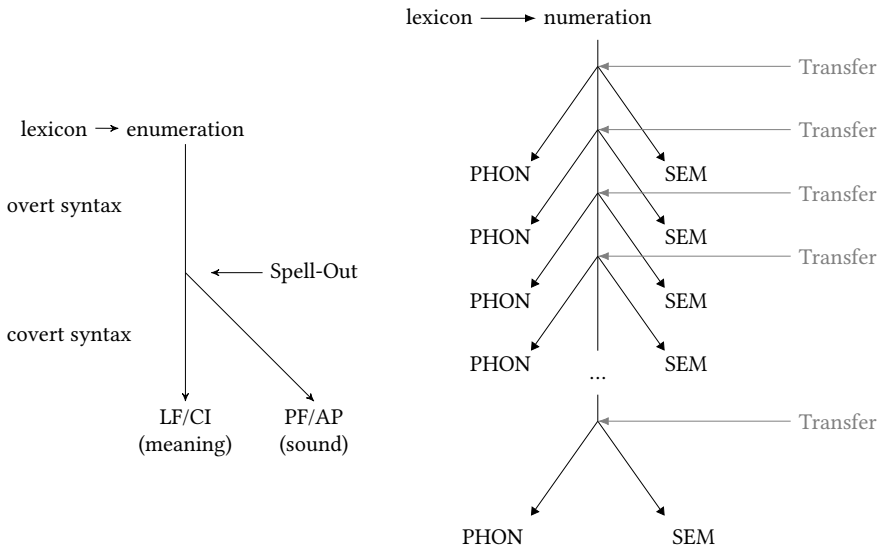 lexicon enumeration
overt syntax
Spell-Out
covert syntax
LF/CI PF/AP
(meaning) (sound)
lexicon numeration
Transfer
Transfer
PHON SEM
Transfer
PHON SEM
Transfer
PHON SEM
PHON SEM
...
Transfer
PHON SEM